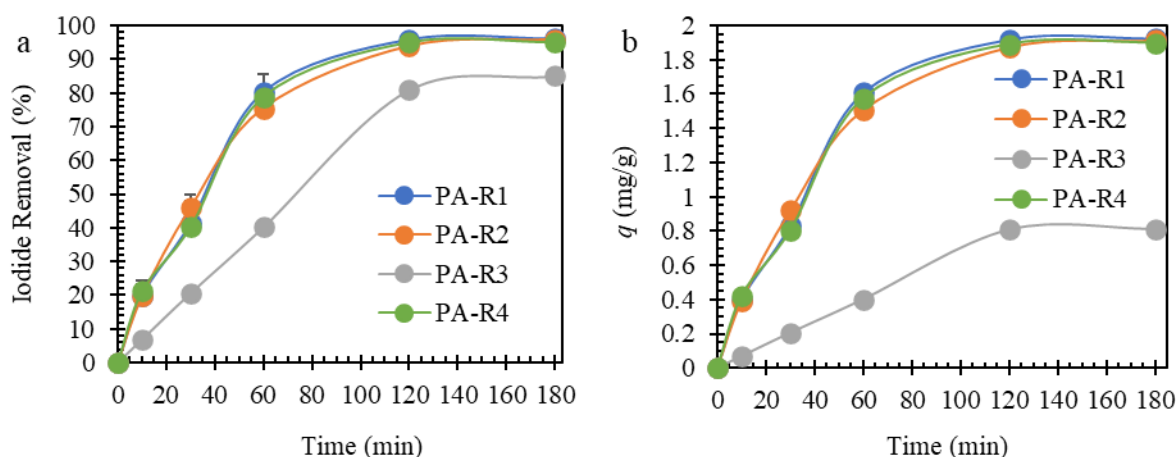 a
Iodide Removal (%)
100
90
80
70
60
50
40
30
20
10
0
0 20 40 60 80 100 120 140 160 180
Time (min)
PA-R1
PA-R2
PA-R3
PA-R4
b
q (mg/g)
2
1.8
1.6
1.4
1.2
1
0.8
0.6
0.4
0.2
0
0 20 40 60 80 100 120 140 160 180
Time (min)
PA-R1
PA-R2
PA-R3
PA-R4